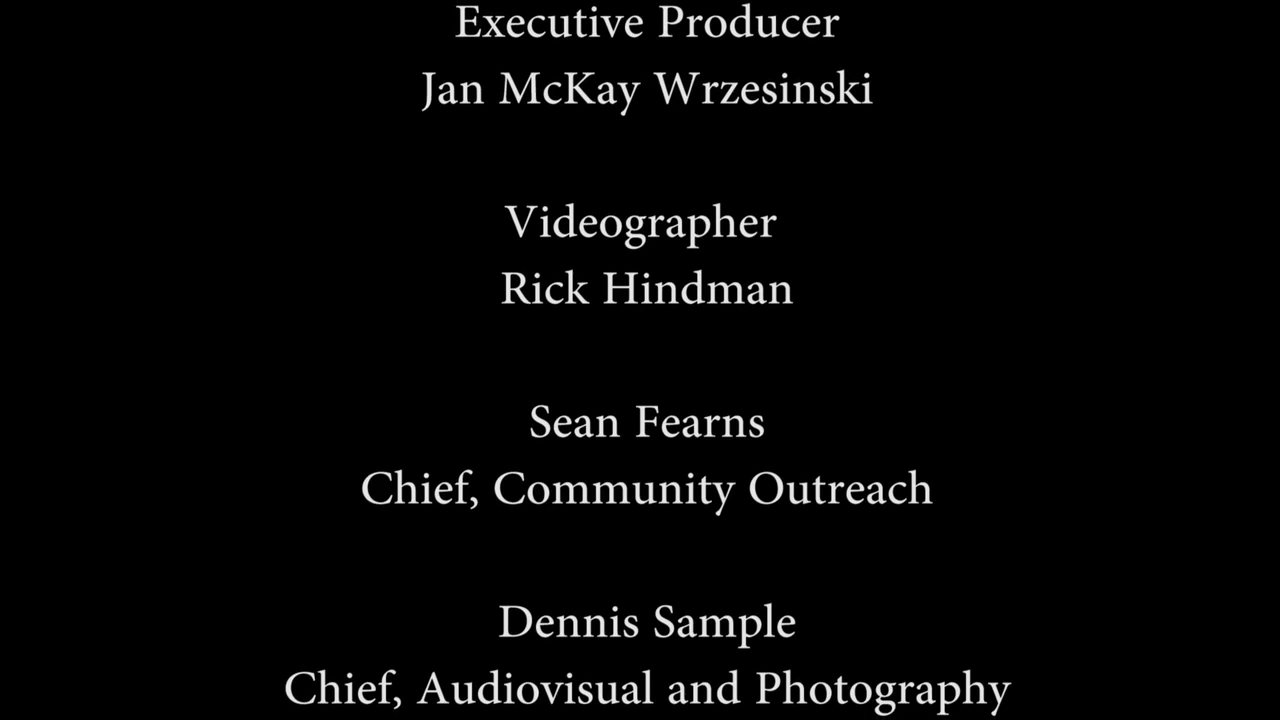 Executive Producer
Jan McKay Wrzesinski
Videographer
Rick Hindman
Sean Fearns
Chief, Community Outreach
Dennis Sample
Chief, Audiovisual and Photography